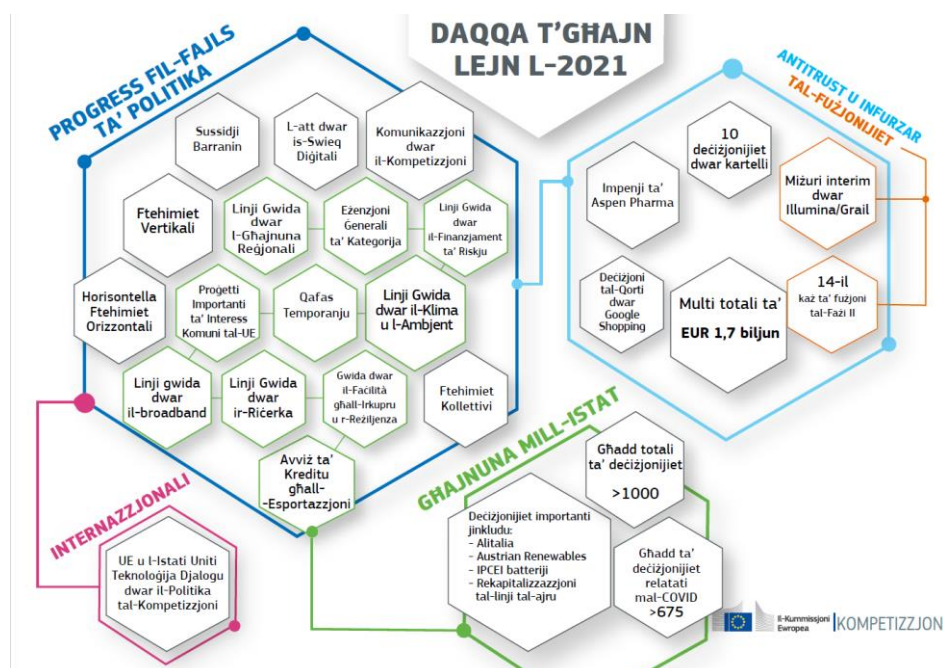 DAQQA T'GĦAJN
LEJN L-2021
PROGRESS FIL-FAJLS
TA' POLITIKA
Sussidji
Barranin
L-att dwar
is-Swieq
Diġitali
Komunikazzjoni
dwar
il-Kompetizzjoni
Ftehimiet
Vertikali
Linji Gwida
dwar
l-Għajnuna
Reġjonali
Eżenzjoni
Ġenerali
ta' Kategorija
Linji Gwida
dwar
il-Finanzjament
ta' Riskju
Horisontella
Ftehimiet
Orizzontali
Proġetti
Importanti
ta' Interess
Komuni tal-UE
Qafas
Temporanju
Linji Gwida
dwar il-Klima
u l-Ambjent
Linji gwida
dwar
il-broadband
Linji Gwida
dwar
ir-Riċerka
Gwida dwar
il-Faċilità
għall-Irkupru
u r-Reżiljenza
Ftehimiet
Kollettivi
Avviż ta'
Kreditu
għall-
-Esportazzjoni
ANTITRUST U INFURZAR
TAL-FUŻJONIJIET
10
deċiżjonijiet
dwar kartelli
Impenji ta'
Aspen Pharma
Miżuri interim
dwar
Illumina/Grail
Deċiżjoni
tal-Qorti dwar
Google
Shopping
Multi totali ta'
EUR 1,7 biljun
14-il
każ ta' fużjoni
tal-Fażi II
INTERNAZZJONALI
UE u l-Istati Uniti
Teknoloġija Djalogu
dwar il-Politika
tal-Kompetizzjoni
GĦAJNUNA MILL-ISTAT
Għadd totali
ta' deċiżjonijiet
>1000
Deċiżjonijiet importanti
jinkludu:
- Alitalia
- Austrian Renewables
- IPCEI batteriji
- Rekapitalizzazzjoni
tal-linji tal-ajru
Għadd ta'
deċiżjonijiet
relatati
mal-COVID
>675
Il-Kummissjoni
Ewropea
KOMPETIZZJON